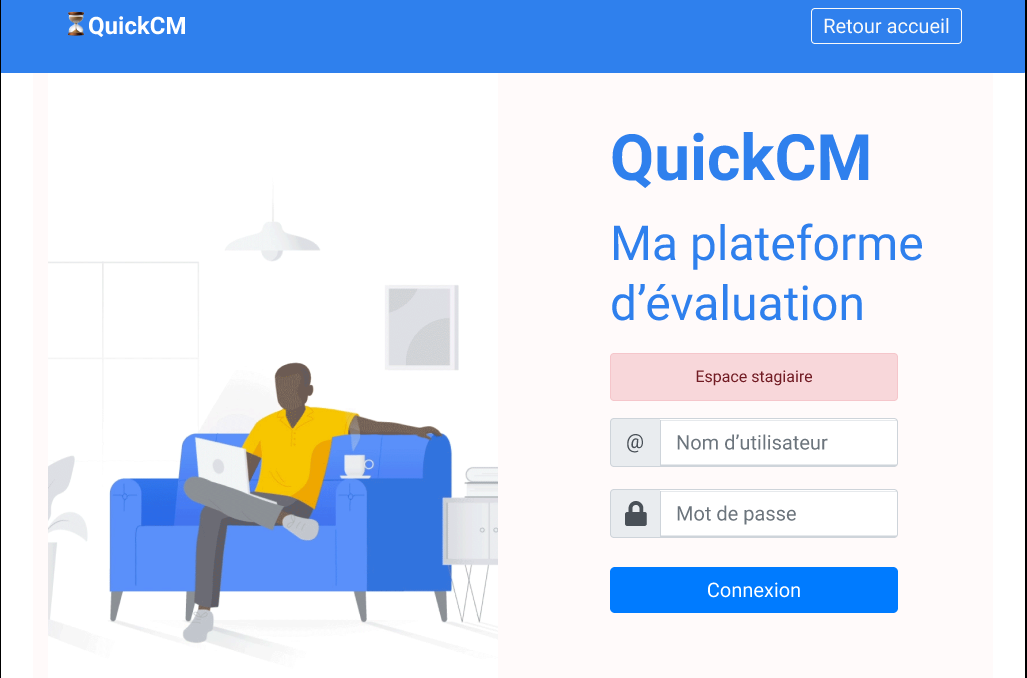 ⏳QuickCM
Retour accueil
QuickCM
Ma plateforme
d’évaluation
Espace stagiaire
@ Nom d’utilisateur
Mot de passe
Connexion